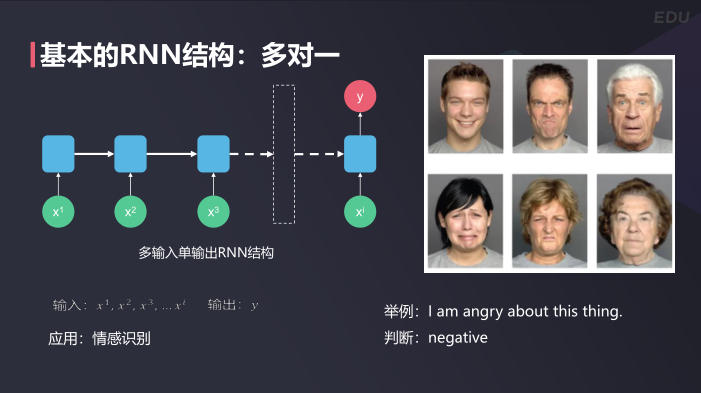 EDU
基本的RNN结构：多对一
y
x¹ x² x³ xⁱ
多输入单输出RNN结构
输入：x¹, x², x³, ... xⁱ 输出：y
应用：情感识别
举例：I am angry about this thing.
判断：negative